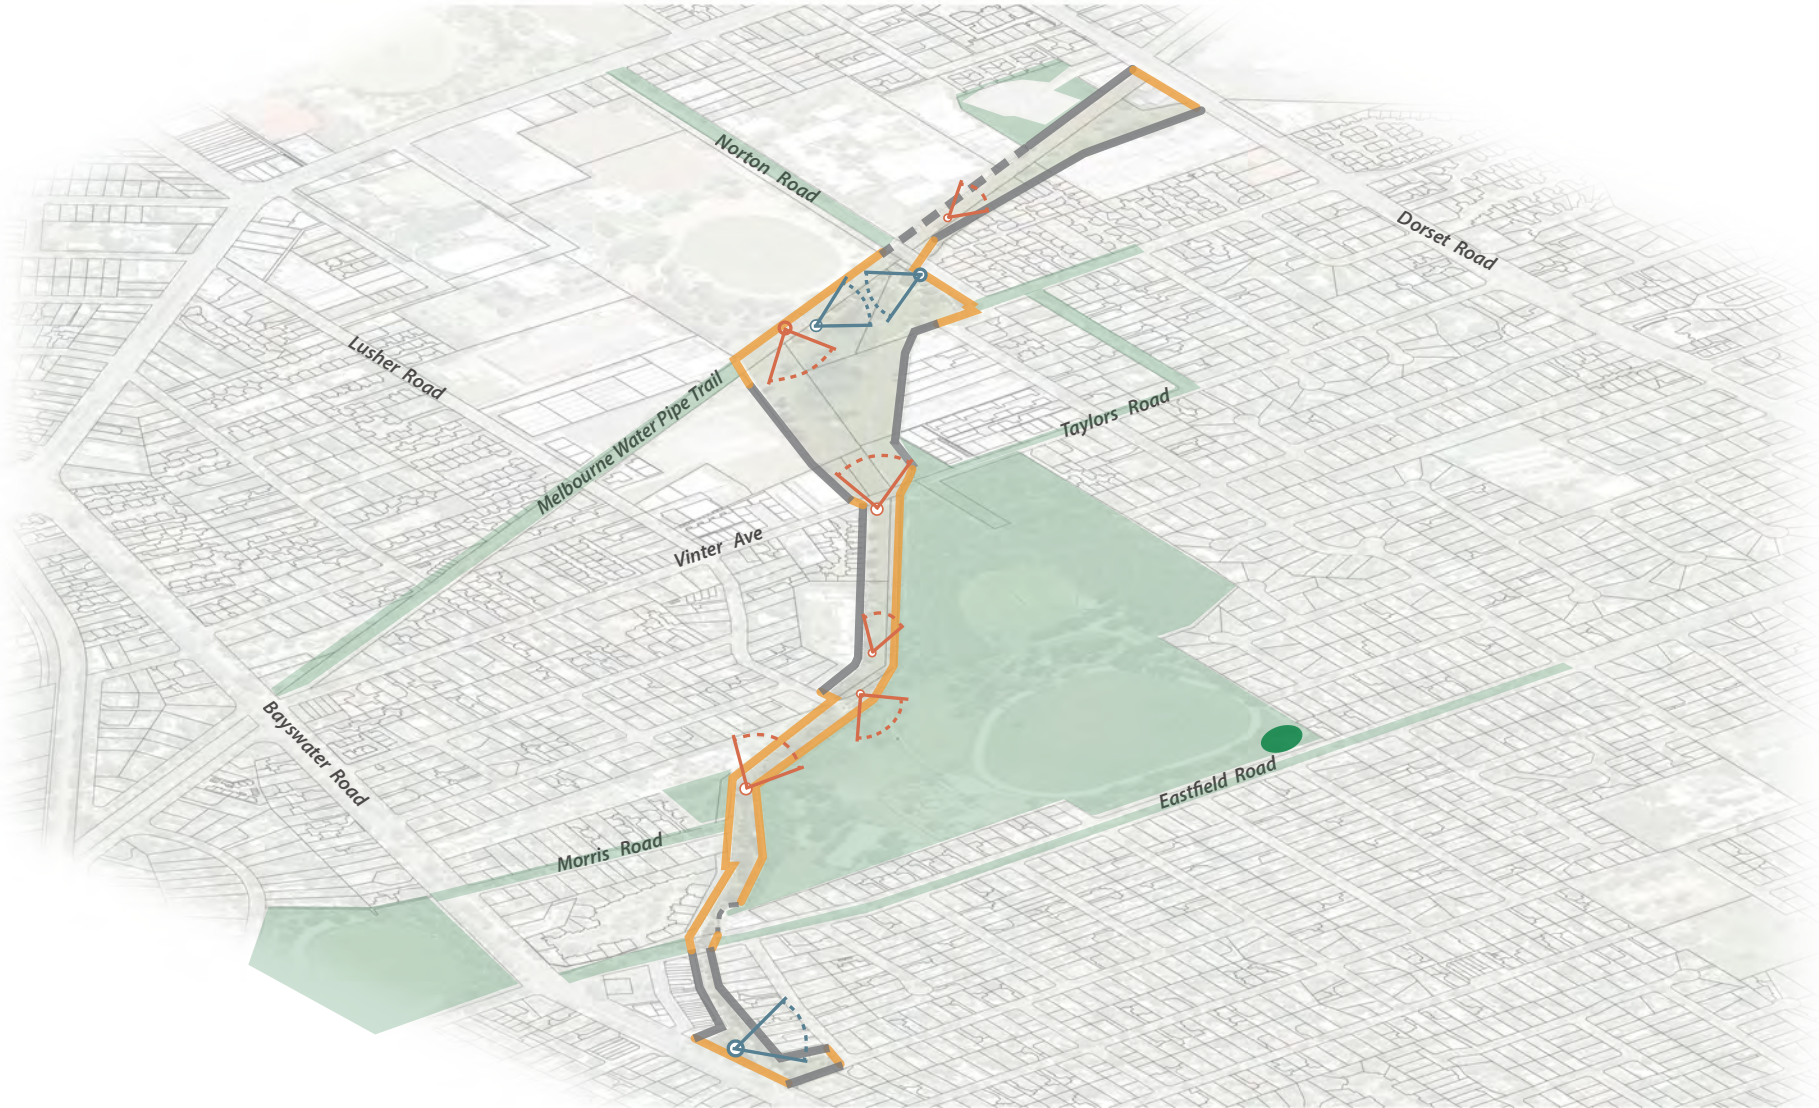 Norton Road
Dorset Road
Lusher Road
Melbourne Water Pipe Trail
Taylors Road
Vinter Ave
Bayswater Road
Eastfield Road
Morris Road